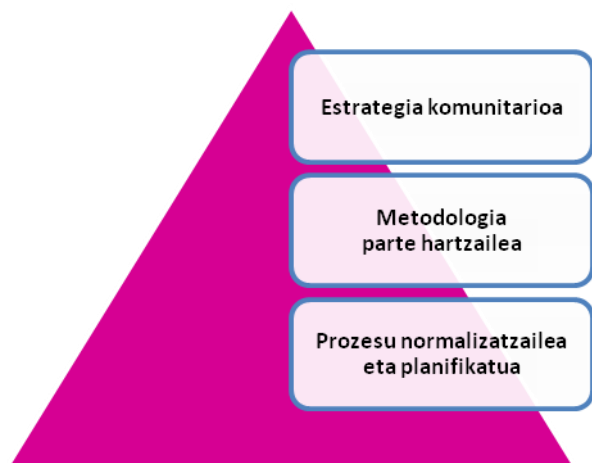 Estrategia komunitarioa
Metodologia
parte hartzailea
Prozesu normalizatzailea
eta planifikatua